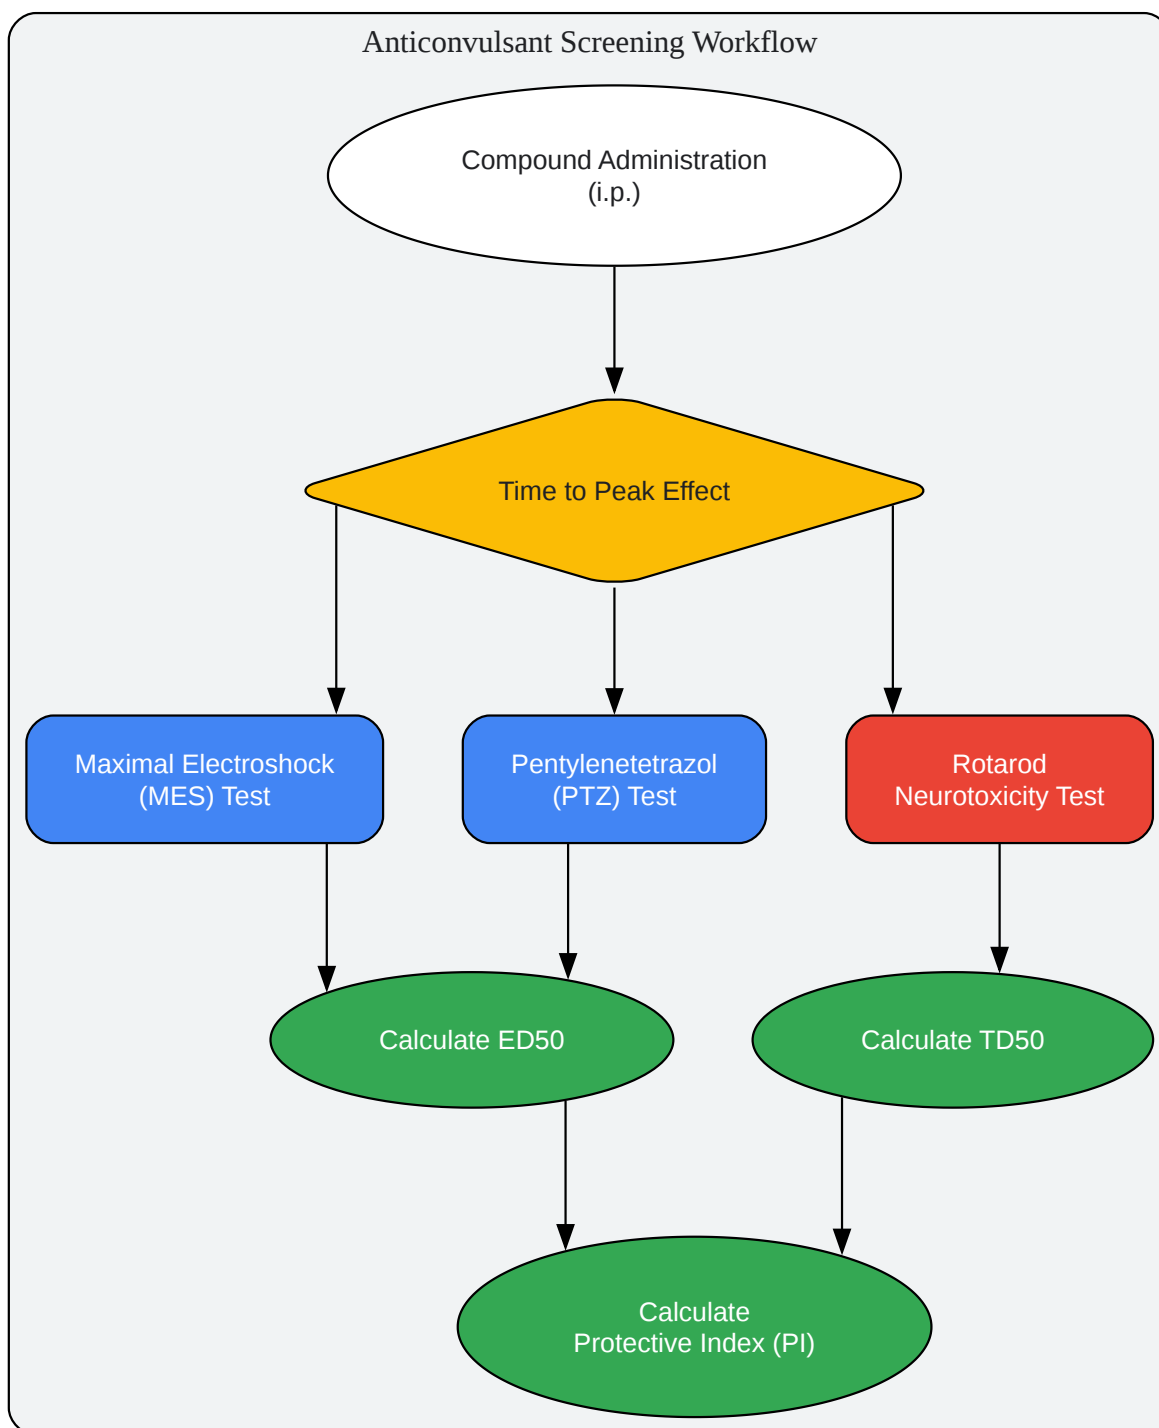 Anticonvulsant Screening Workflow
Compound Administration
(i.p.)
Time to Peak Effect
Maximal Electroshock
(MES) Test
Pentylenetetrazol
(PTZ) Test
Rotarod
Neurotoxicity Test
Calculate ED50
Calculate TD50
Calculate
Protective Index (PI)